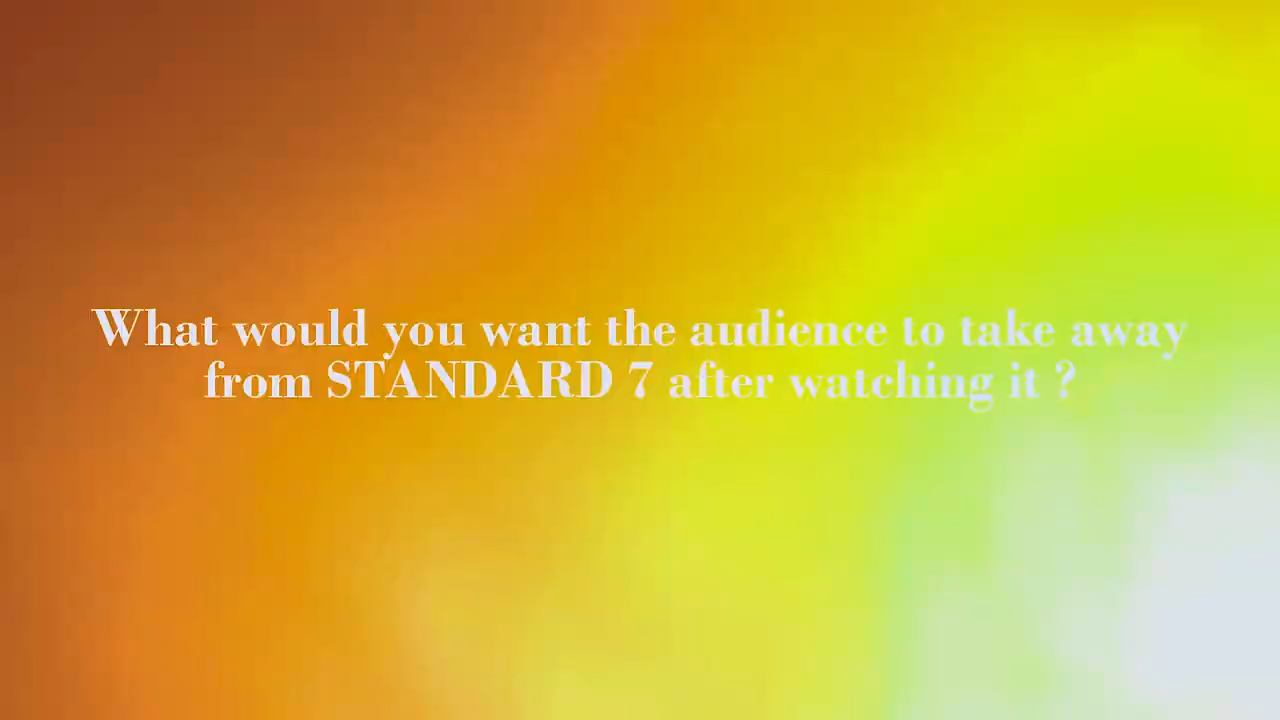 What would you want the audience to take away
from STANDARD 7 after watching it ?